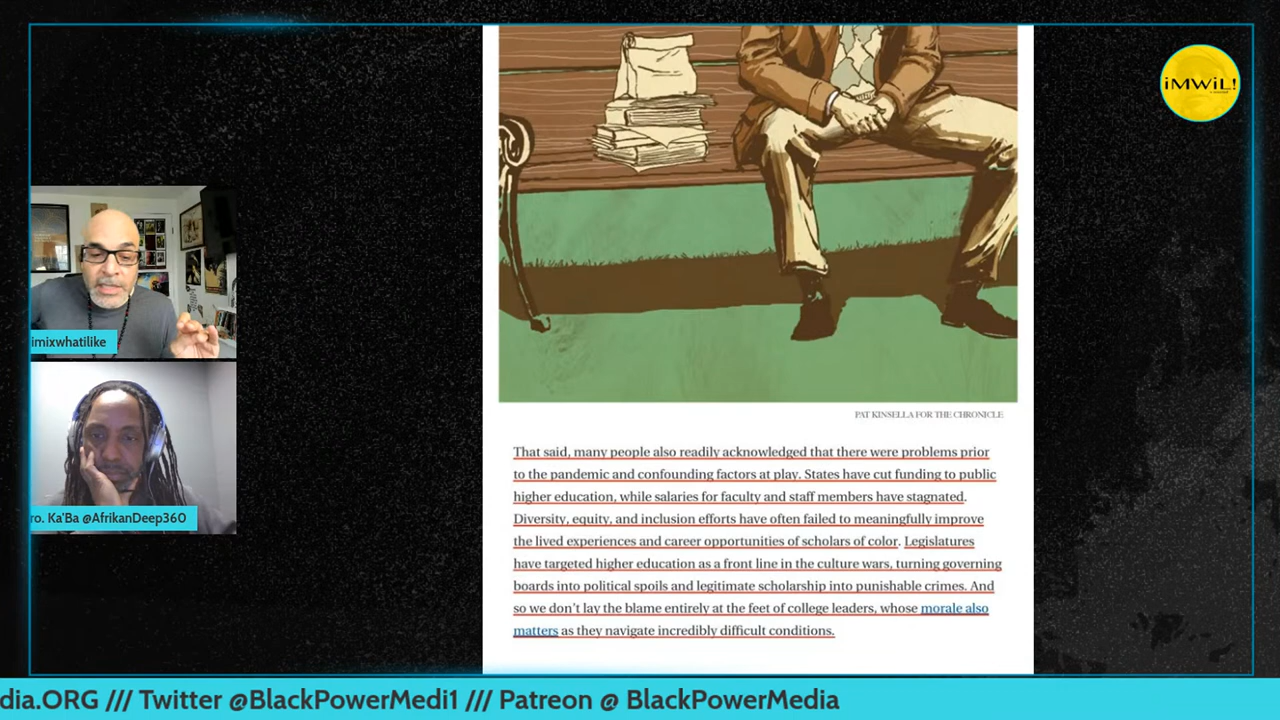 iMWiL!
imixwhatilike
ro. Ka'Ba @AfrikanDeep360
PAT KINSELLA FOR THE CHRONICLE
That said, many people also readily acknowledged that there were problems prior
to the pandemic and confounding factors at play. States have cut funding to public
higher education, while salaries for faculty and staff members have stagnated.
Diversity, equity, and inclusion efforts have often failed to meaningfully improve
the lived experiences and career opportunities of scholars of color. Legislatures
have targeted higher education as a front line in the culture wars, turning governing
boards into political spoils and legitimate scholarship into punishable crimes. And
so we don't lay the blame entirely at the feet of college leaders, whose morale also
matters as they navigate incredibly difficult conditions.
dia.ORG /// Twitter @BlackPowerMedi1 /// Patreon @ BlackPowerMedia